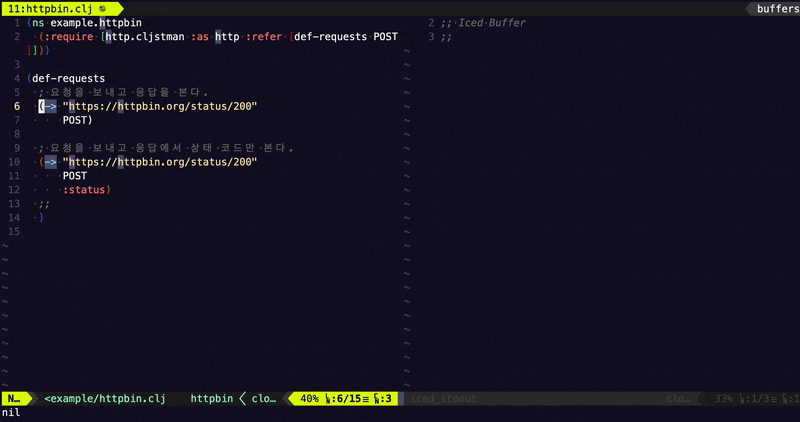 11:httpbin.clj
buffers
1 (ns example.httpbin
2 (:require [http.cljstman :as http :refer [def-requests POST
]]))
3
4 (def-requests
5 ; 요청을 보내고 응답을 본다.
6 (-> "https://httpbin.org/status/200"
7 POST)
8
9 ; 요청을 보내고 응답에서 상태 코드만 본다.
10 (-> "https://httpbin.org/status/200"
11 POST
12 :status)
13 ;;
14 )
15
2 ;; Iced Buffer
3 ;;
N… <example/httpbin.clj httpbin clo… 40% 6/15 3
iced_stdout 33% 1/3 1
nil